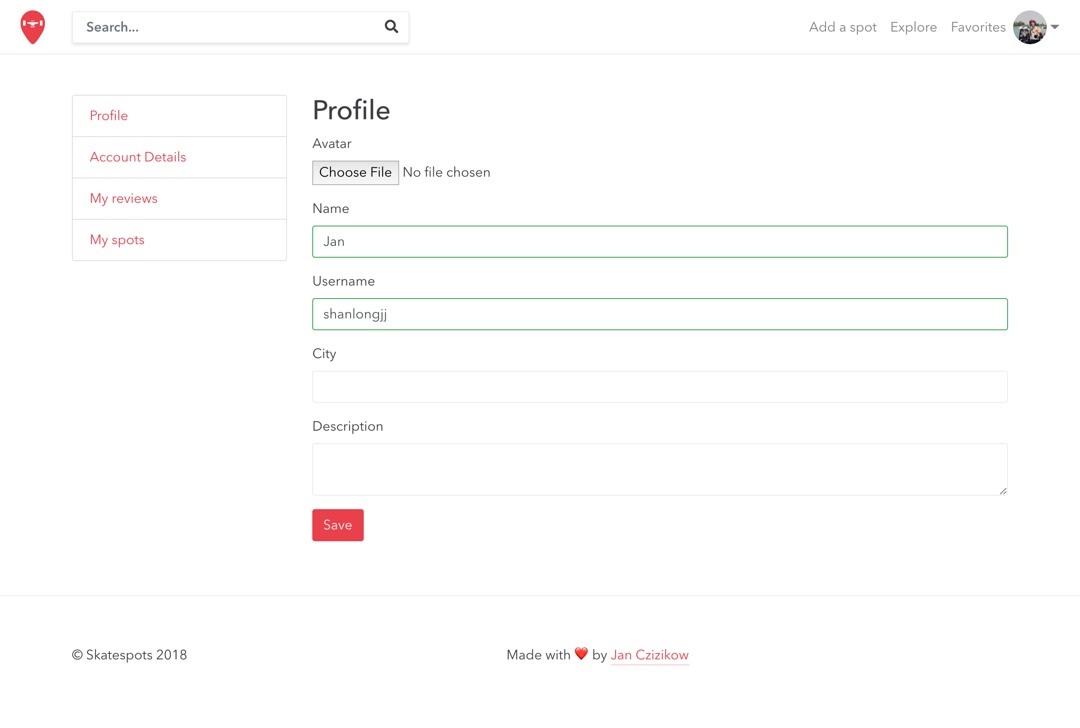 Search...
Add a spot Explore Favorites
Profile
Account Details
My reviews
My spots
Profile
Avatar
Choose File No file chosen
Name
Jan
Username
shanlongjj
City
Description
Save
© Skatespots 2018
Made with ❤️ by Jan Czizikow